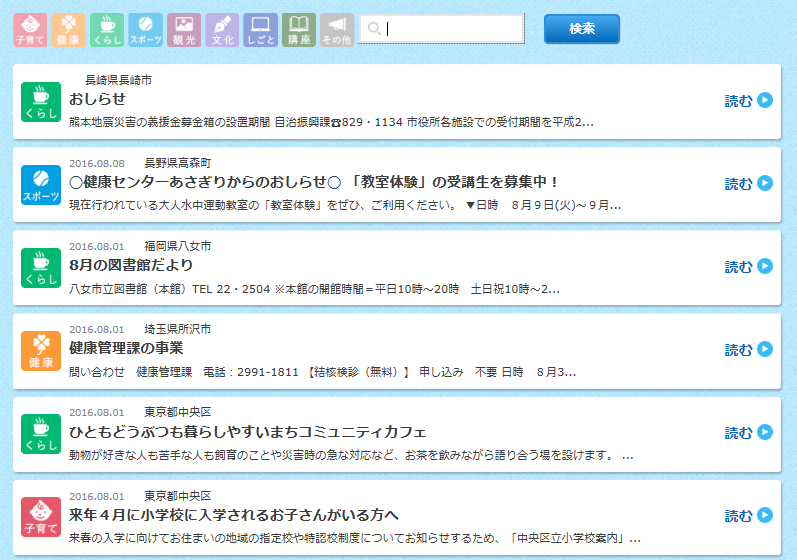 子育て 健康 くらし スポーツ 観光 文化 しごと 講座 その他 検索
長崎県長崎市
おしらせ
くらし
読む
熊本地震災害の義援金募金箱の設置期間 自治振興課☎829・1134 市役所各施設での受付期間を平成2...
2016.08.08 長野県高森町
〇健康センターあさぎりからのおしらせ〇 「教室体験」の受講生を募集中！
スポーツ
読む
現在行われている大人水中運動教室の「教室体験」をぜひ、ご利用ください。 ▼日時　８月９日(火)～９月...
2016.08.01 福岡県八女市
8月の図書館だより
くらし
読む
八女市立図書館（本館）TEL 22・2504 ※本館の開館時間＝平日10時～20時　土日祝10時～2...
2016.08.01 埼玉県所沢市
健康管理課の事業
健康
読む
問い合わせ　健康管理課　電話：2991-1811 【結核検診（無料）】 申し込み　不要 日時　８月3...
2016.08.01 東京都中央区
ひともどうぶつも暮らしやすいまちコミュニティカフェ
くらし
読む
動物が好きな人も苦手な人も飼育のことや災害時の急な対応など、お茶を飲みながら語り合う場を設けます。 ...
2016.08.01 東京都中央区
来年４月に小学校に入学されるお子さんがいる方へ
子育て
読む
来春の入学に向けてお住まいの地域の指定校や特認校制度についてお知らせするため、「中央区立小学校案内」...